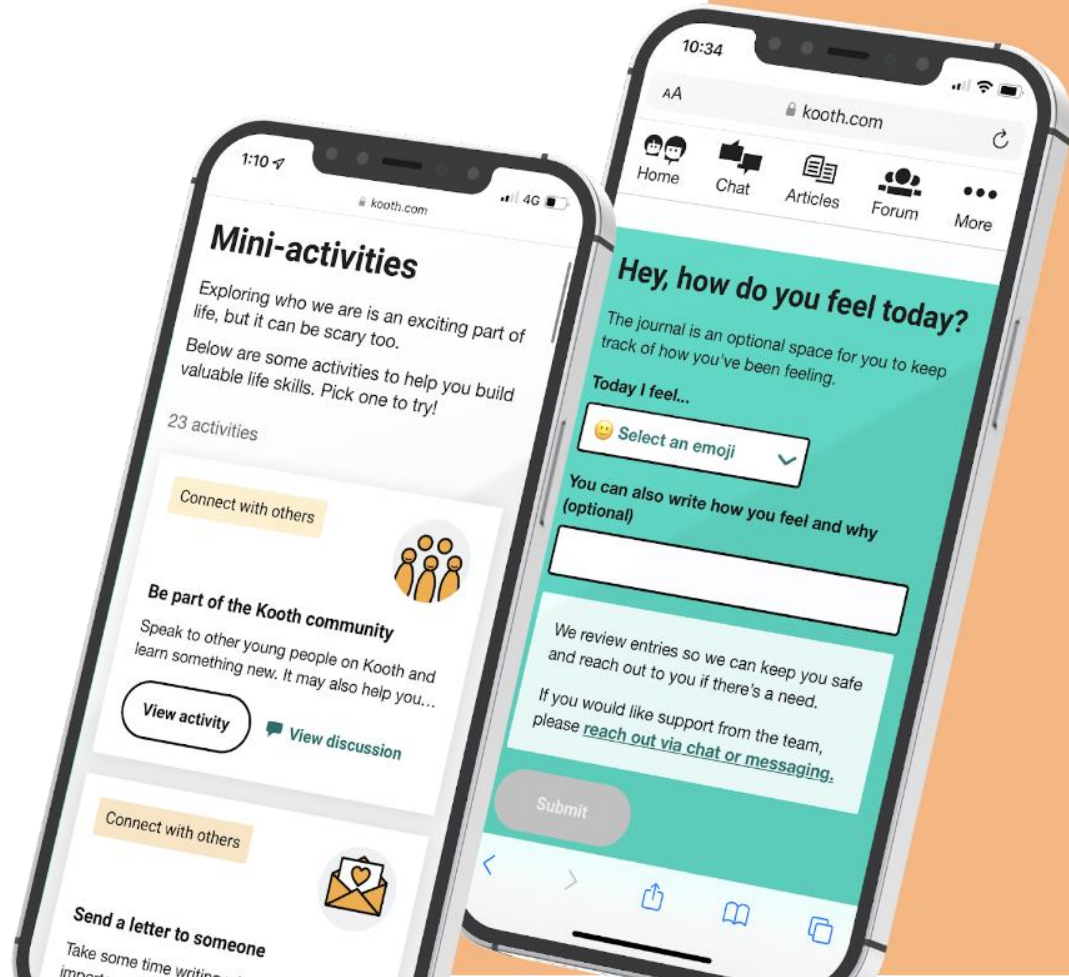 1:10
4G
kooth.com
Mini-activities
Exploring who we are is an exciting part of
life, but it can be scary too.
Below are some activities to help you build
valuable life skills. Pick one to try!
23 activities
Connect with others
Be part of the Kooth community
Speak to other young people on Kooth and
learn something new. It may also help you...
View activity
View discussion
Connect with others
Send a letter to someone
Take some time writing
10:34
AA
kooth.com
Home
Chat
Articles
Forum
More
Hey, how do you feel today?
The journal is an optional space for you to keep
track of how you've been feeling.
Today I feel...
Select an emoji
You can also write how you feel and why
(optional)
We review entries so we can keep you safe
and reach out to you if there's a need.
If you would like support from the team,
please reach out via chat or messaging.
Submit